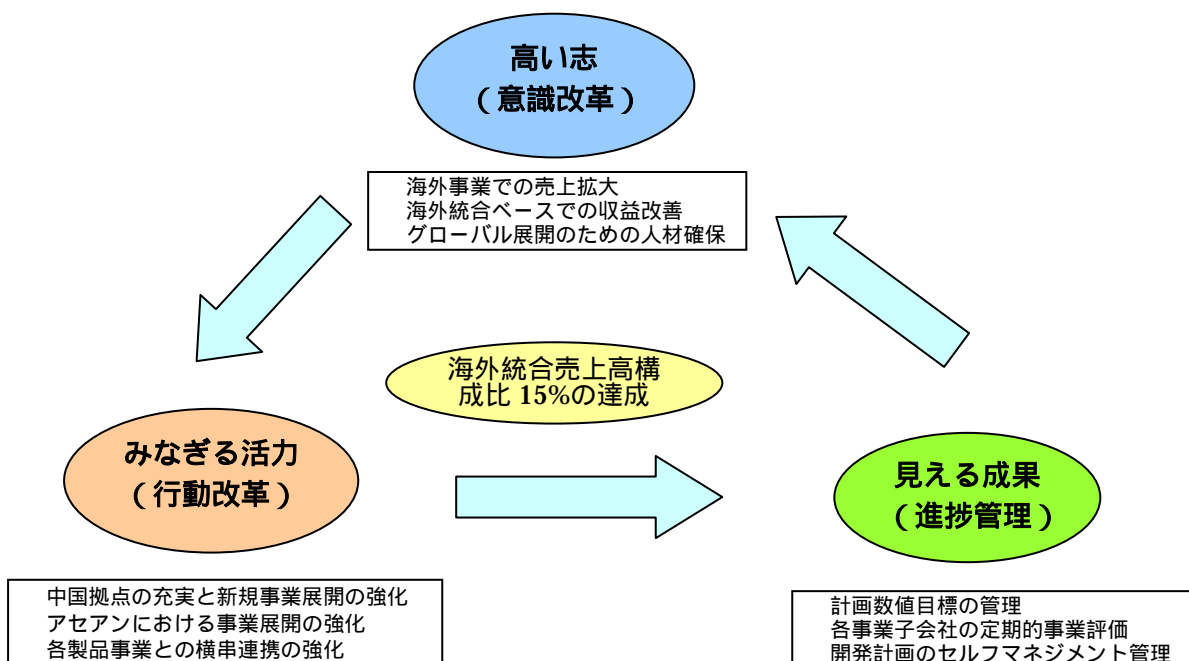 高い志
（意識改革）
海外事業での売上拡大
海外統合ベースでの収益改善
グローバル展開のための人材確保
海外統合売上高構
成比 15%の達成
みなぎる活力
（行動改革）
見える成果
（進捗管理）
中国拠点の充実と新規事業展開の強化
アセアンにおける事業展開の強化
各製品事業との横串連携の強化
計画数値目標の管理
各事業子会社の定期的事業評価
開発計画のセルフマネジメント管理